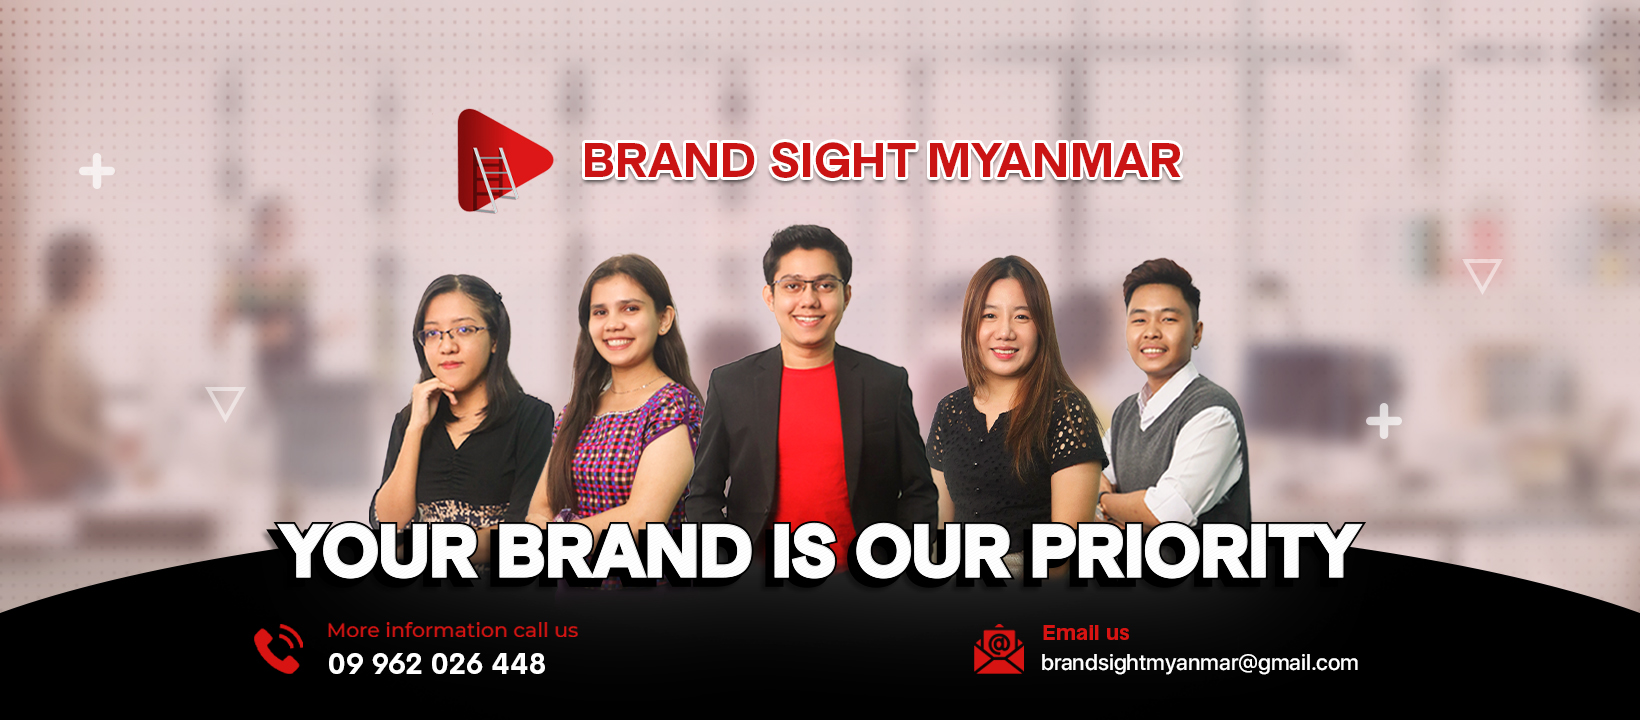 BRAND SIGHT MYANMAR
YOUR BRAND IS OUR PRIORITY
More information call us
09 962 026 448
Email us
brandsightmyanmar@gmail.com